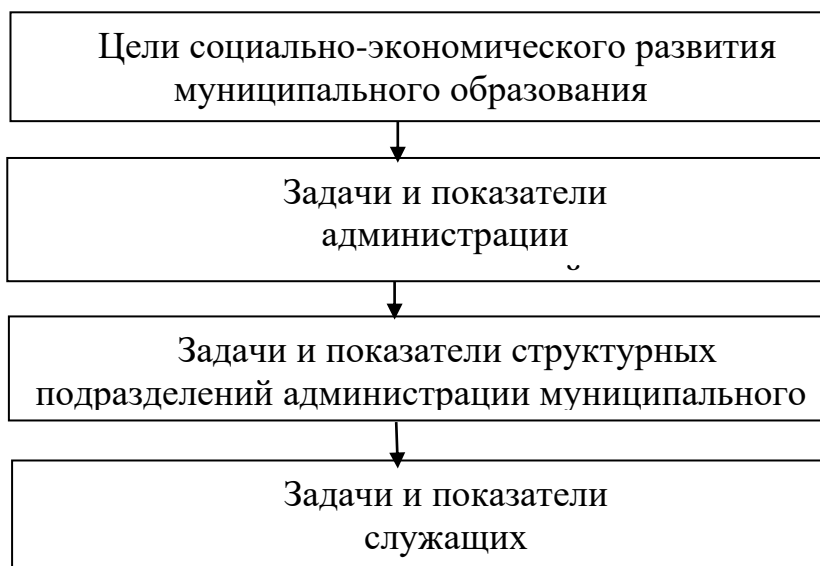 Цели социально-экономического развития
муниципального образования
Задачи и показатели
администрации
Задачи и показатели структурных
подразделений администрации муниципального
Задачи и показатели
служащих